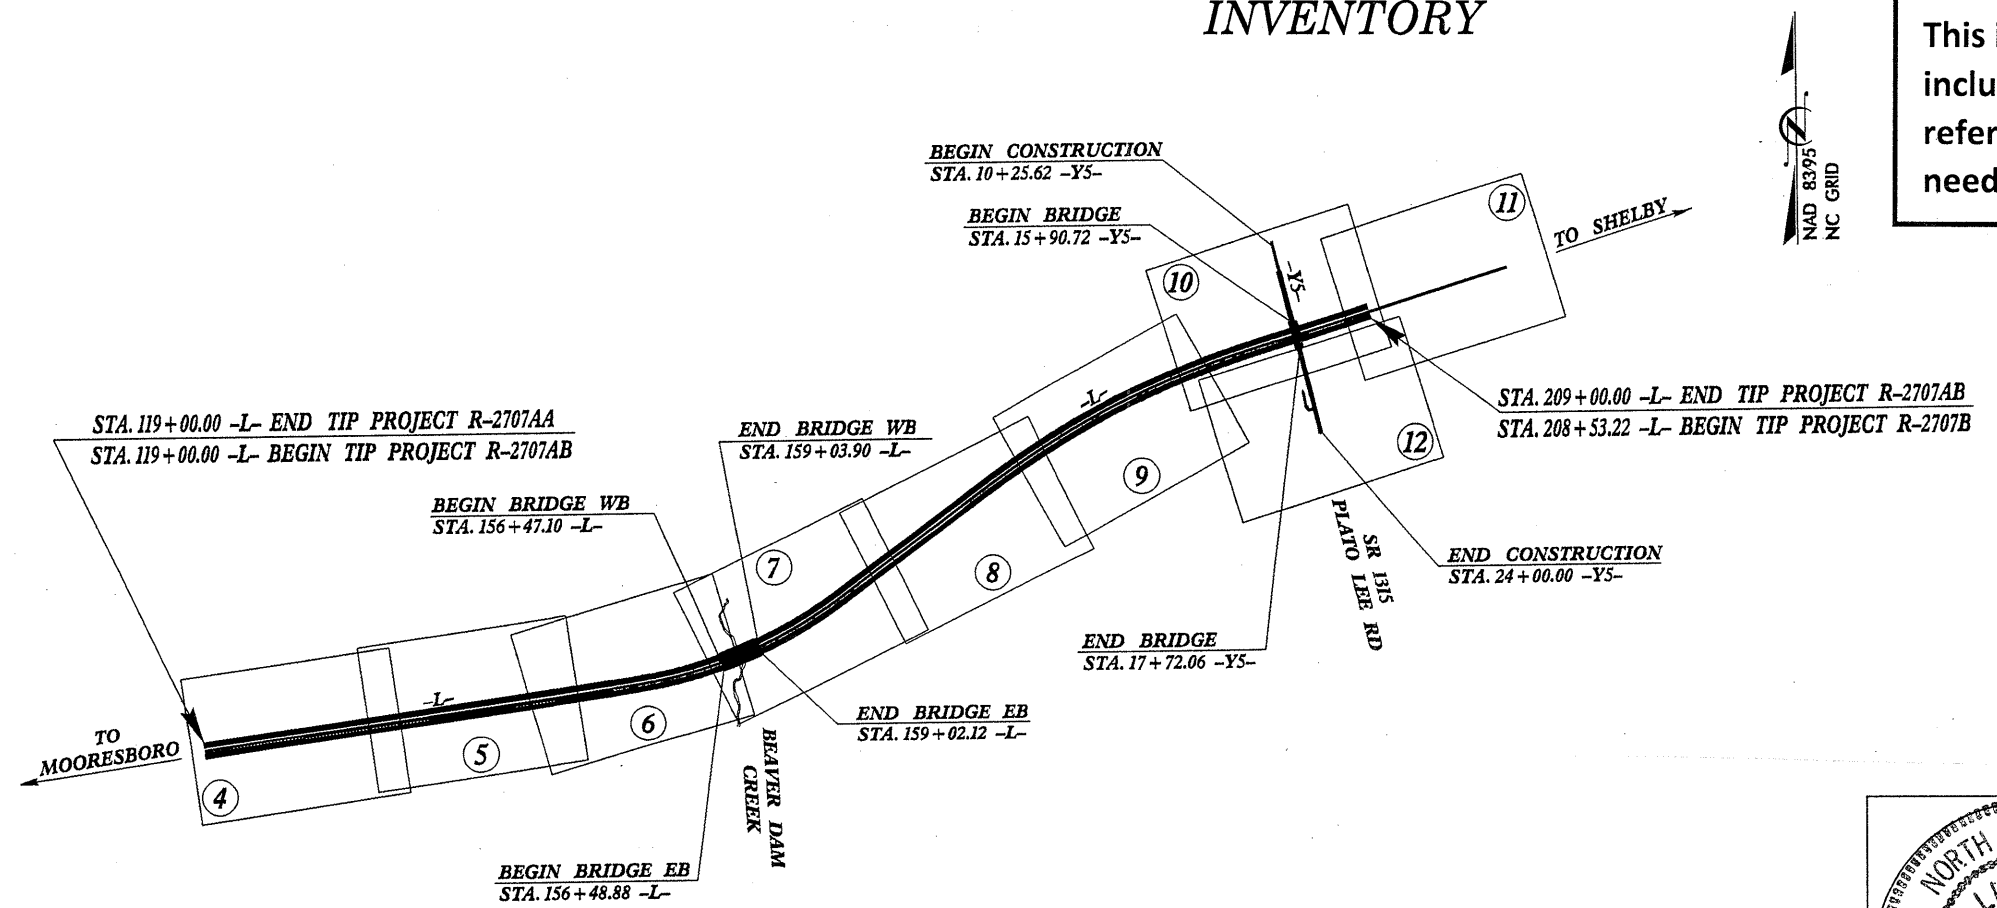 INVENTORY
This
inclu
refer
need
NAD 83/95
NC GRID
BEGIN CONSTRUCTION
STA. 10+25.62 -Y5-
BEGIN BRIDGE
STA. 15+90.72 -Y5-
11
TO SHELBY
10
-Y5-
STA. 119+00.00 -L- END TIP PROJECT R-2707AA
STA. 119+00.00 -L- BEGIN TIP PROJECT R-2707AB
END BRIDGE WB
STA. 159+03.90 -L-
-L-
STA. 209+00.00 -L- END TIP PROJECT R-2707AB
STA. 208+53.22 -L- BEGIN TIP PROJECT R-2707B
12
9
BEGIN BRIDGE WB
STA. 156+47.10 -L-
7
8
SR 1315
PLATO LEE RD
END CONSTRUCTION
STA. 24+00.00 -Y5-
END BRIDGE
STA. 17+72.06 -Y5-
-L-
6
5
4
TO
MOORESBORO
END BRIDGE EB
STA. 159+02.12 -L-
BEAVER DAM
CREEK
BEGIN BRIDGE EB
STA. 156+48.88 -L-
NORTH